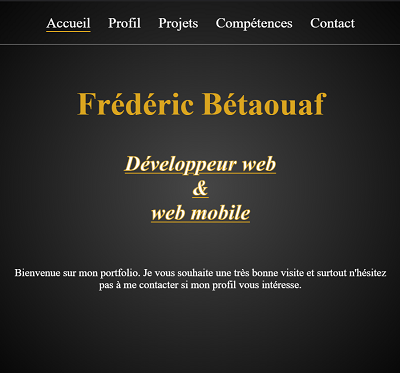 Accueil Profil Projets Compétences Contact
Frédéric Bétaouaf
Développeur web
&
web mobile
Bienvenue sur mon portfolio. Je vous souhaite une très bonne visite et surtout n'hésitez
pas à me contacter si mon profil vous intéresse.